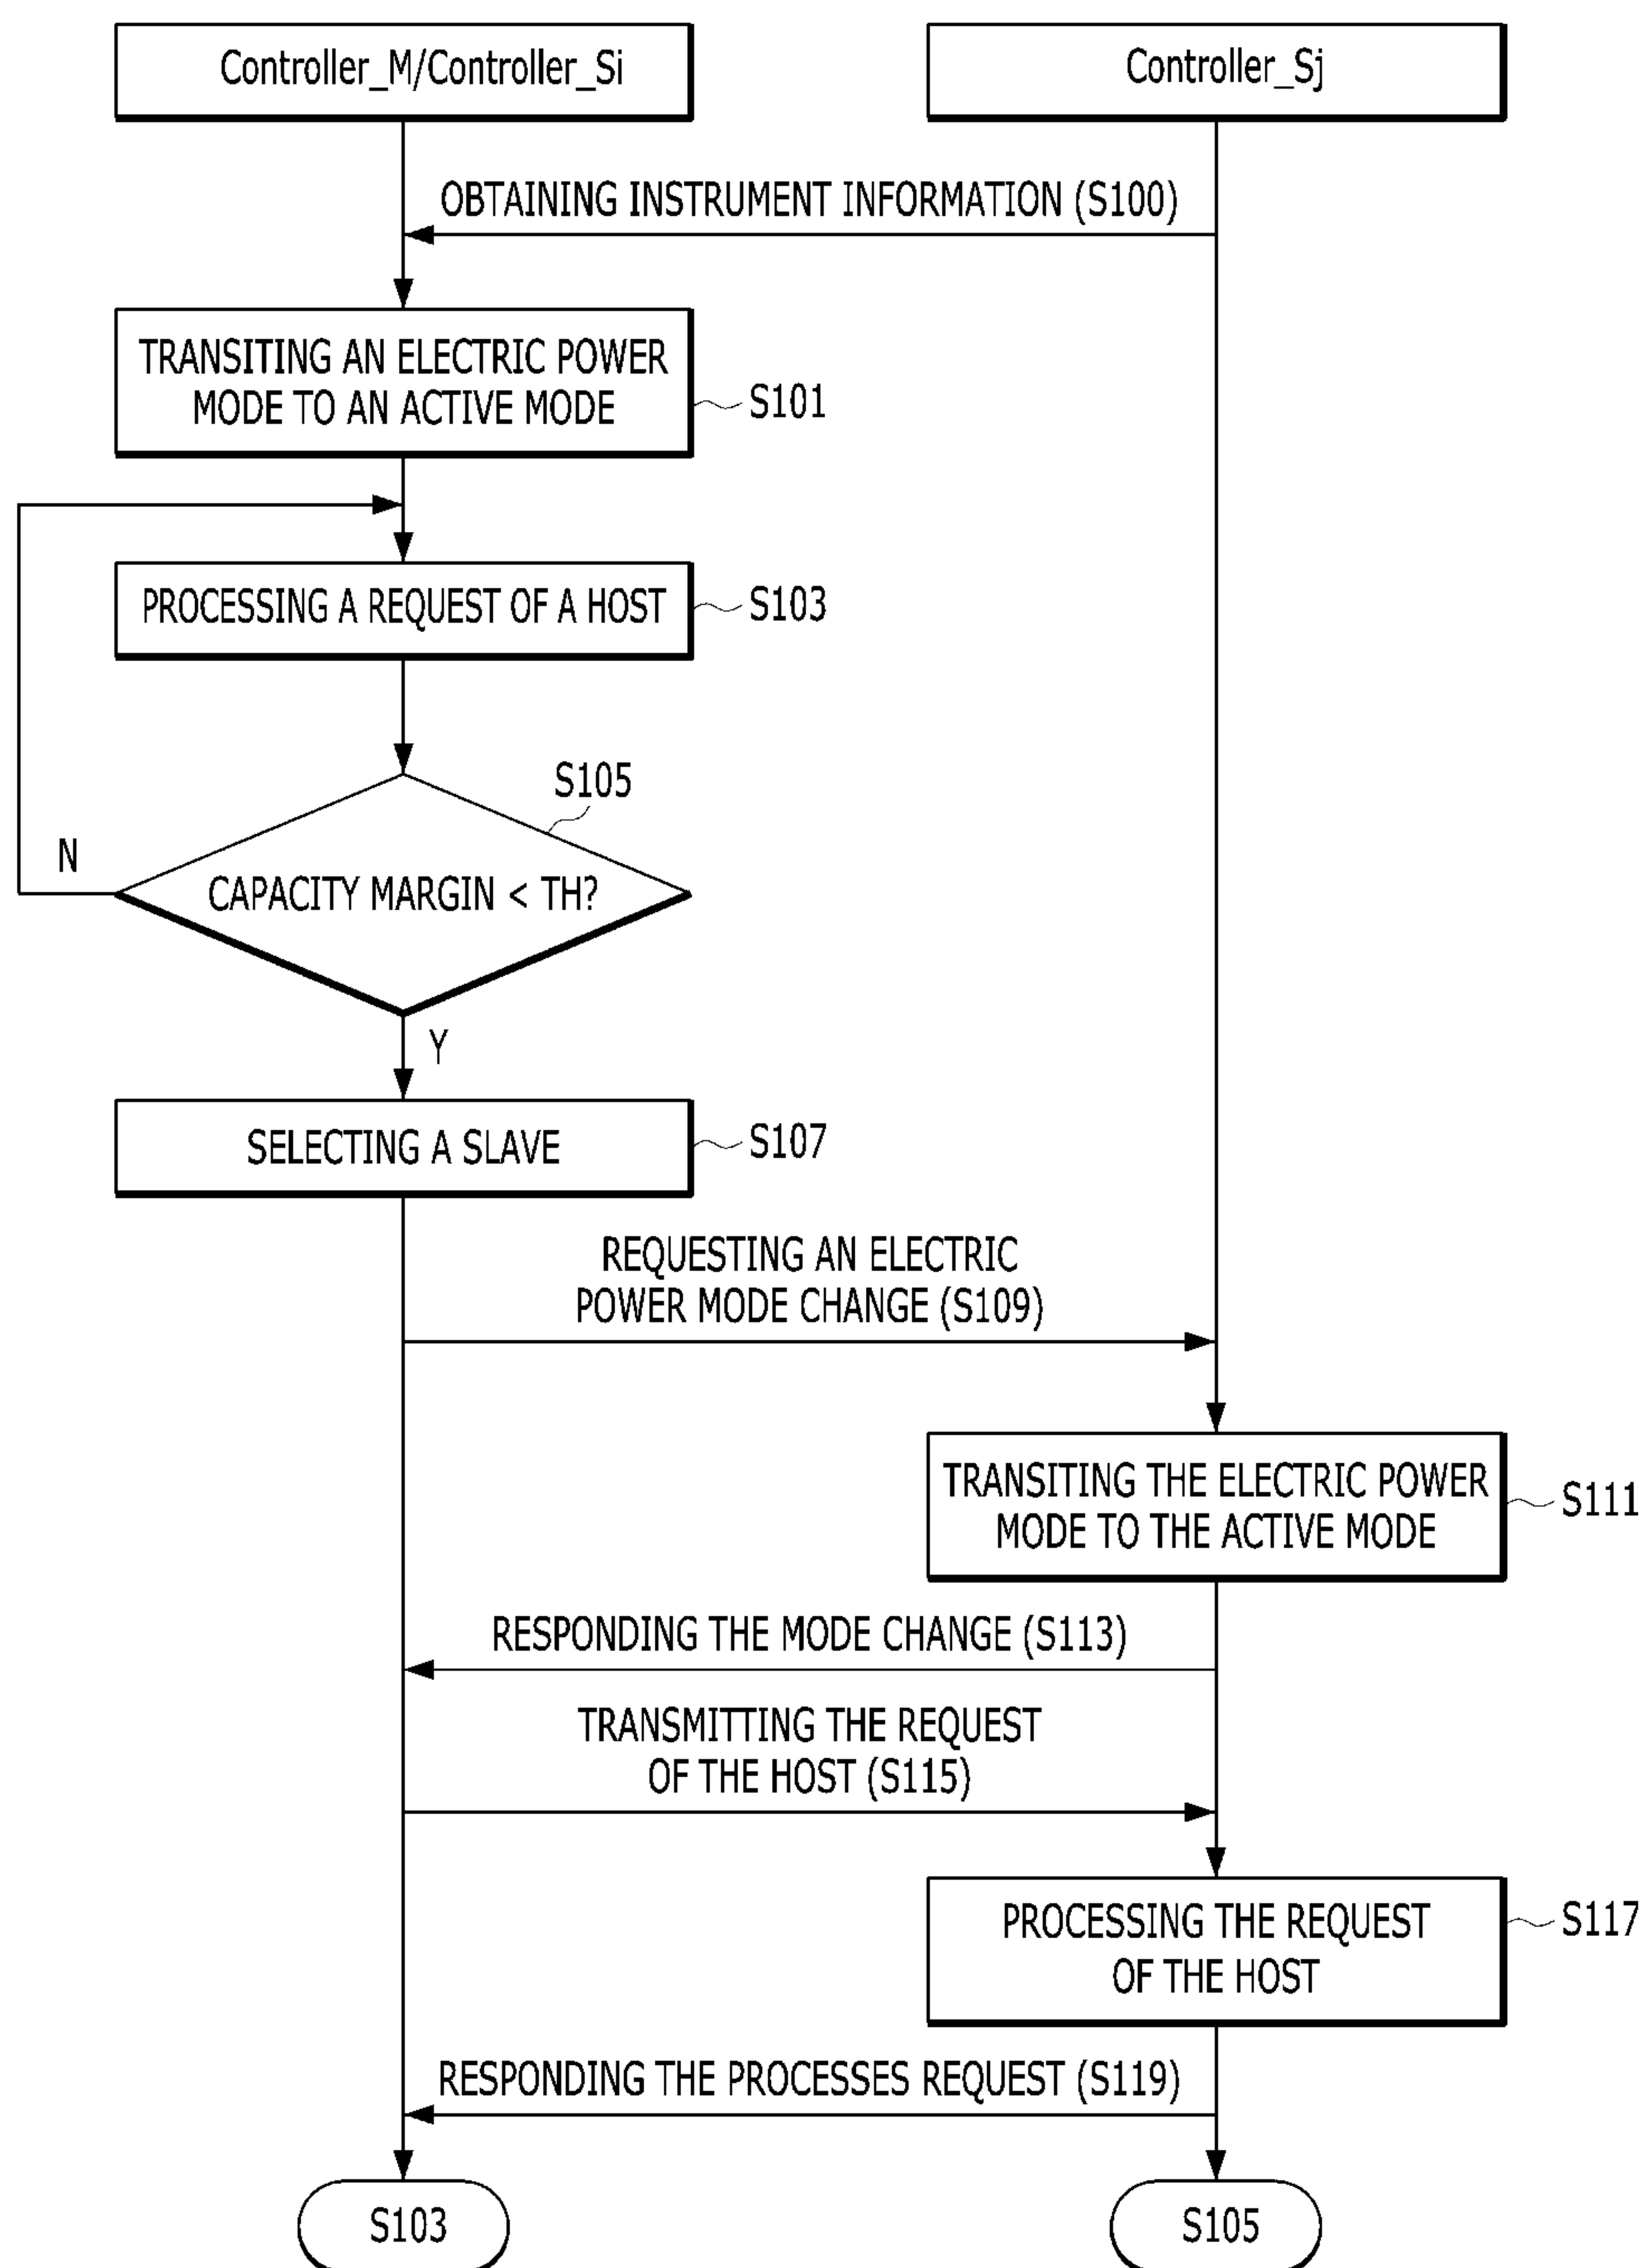 Controller_M/Controller_Si
Controller_Sj
OBTAINING INSTRUMENT INFORMATION (S100)
TRANSITING AN ELECTRIC POWER
MODE TO AN ACTIVE MODE
S101
PROCESSING A REQUEST OF A HOST
S103
S105
N
CAPACITY MARGIN < TH?
Y
SELECTING A SLAVE
S107
REQUESTING AN ELECTRIC
POWER MODE CHANGE (S109)
TRANSITING THE ELECTRIC POWER
MODE TO THE ACTIVE MODE
S111
RESPONDING THE MODE CHANGE (S113)
TRANSMITTING THE REQUEST
OF THE HOST (S115)
PROCESSING THE REQUEST
OF THE HOST
S117
RESPONDING THE PROCESSES REQUEST (S119)
S103
S105